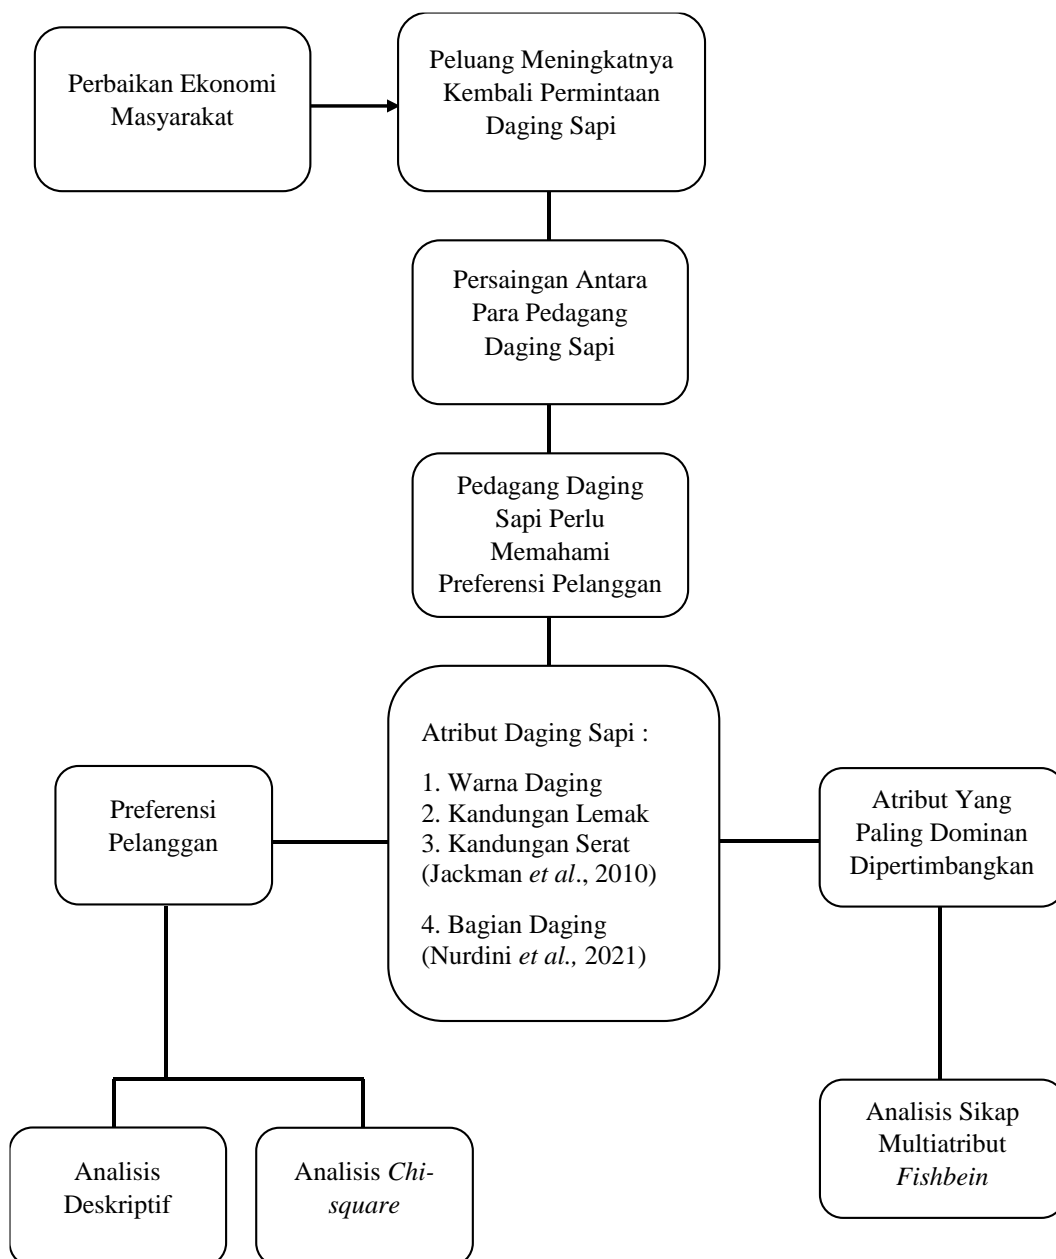 Perbaikan Ekonomi
Masyarakat
Peluang Meningkatnya
Kembali Permintaan
Daging Sapi
Persaingan Antara
Para Pedagang
Daging Sapi
Pedagang Daging
Sapi Perlu
Memahami
Preferensi Pelanggan
Atribut Daging Sapi :
1. Warna Daging
2. Kandungan Lemak
3. Kandungan Serat
(Jackman et al., 2010)
4. Bagian Daging
(Nurdini et al., 2021)
Preferensi
Pelanggan
Atribut Yang
Paling Dominan
Dipertimbangkan
Analisis
Deskriptif
Analisis Chi-
square
Analisis Sikap
Multiatribut
Fishbein